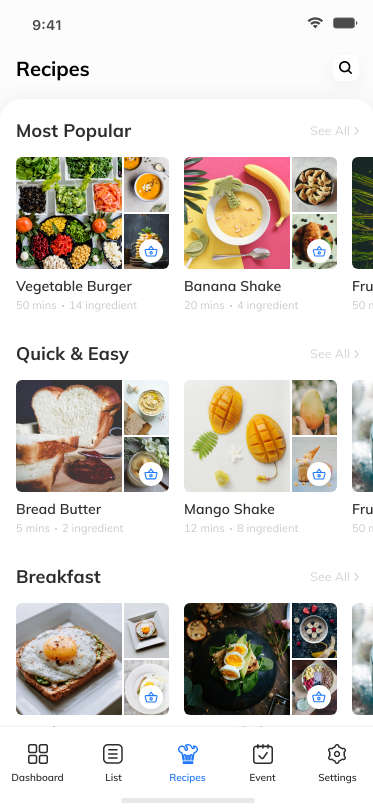 9:41
Recipes
Most Popular
See All
Vegetable Burger
Banana Shake
Fru
50 mins • 14 ingredient
20 mins • 4 ingredient
50 m
Quick & Easy
See All
Bread Butter
Mango Shake
Fru
5 mins • 2 ingredient
12 mins • 8 ingredient
50 m
Breakfast
See All
Dashboard
List
Recipes
Event
Settings